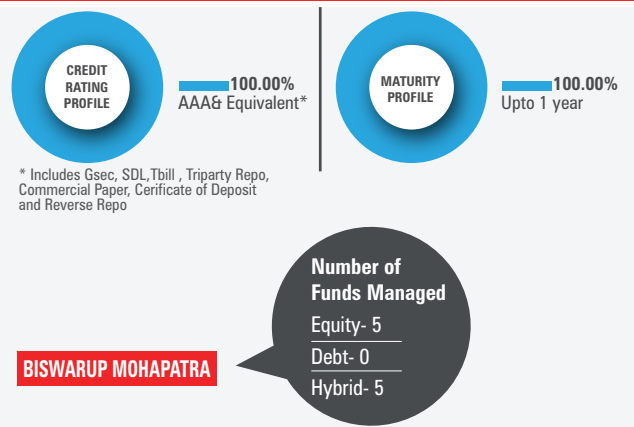 CREDIT
RATING
PROFILE
100.00%
AAA& Equivalent*
MATURITY
PROFILE
100.00%
Upto 1 year
* Includes Gsec, SDL,Tbill , Triparty Repo,
Commercial Paper, Cerificate of Deposit
and Reverse Repo
Number of
Funds Managed
Equity- 5
Debt- 0
Hybrid- 5
BISWARUP MOHAPATRA